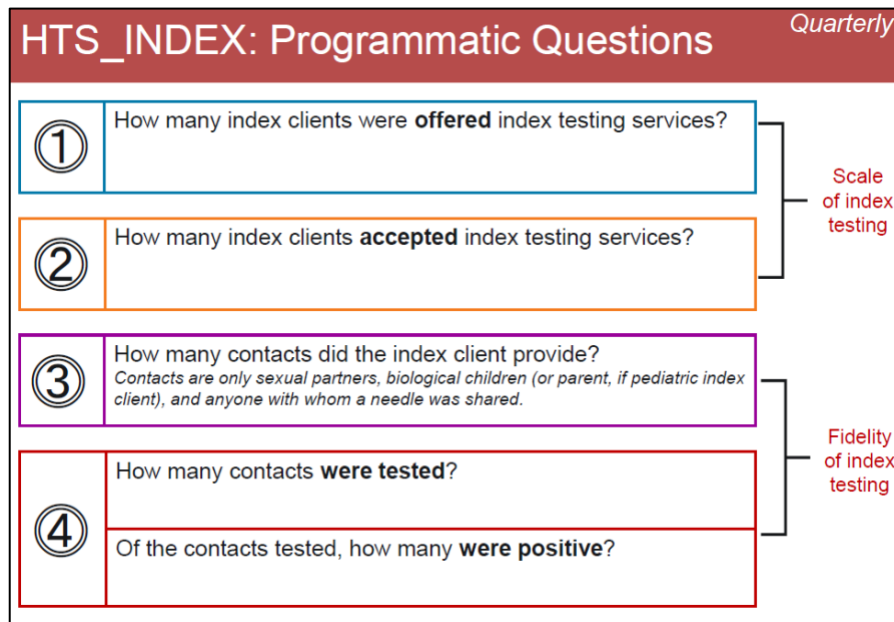 HTS_INDEX: Programmatic Questions
Quarterly
1
How many index clients were offered index testing services?
2
How many index clients accepted index testing services?
Scale
of index
testing
3
How many contacts did the index client provide?
Contacts are only sexual partners, biological children (or parent, if pediatric index
client), and anyone with whom a needle was shared.
4
How many contacts were tested?
Of the contacts tested, how many were positive?
Fidelity
of index
testing